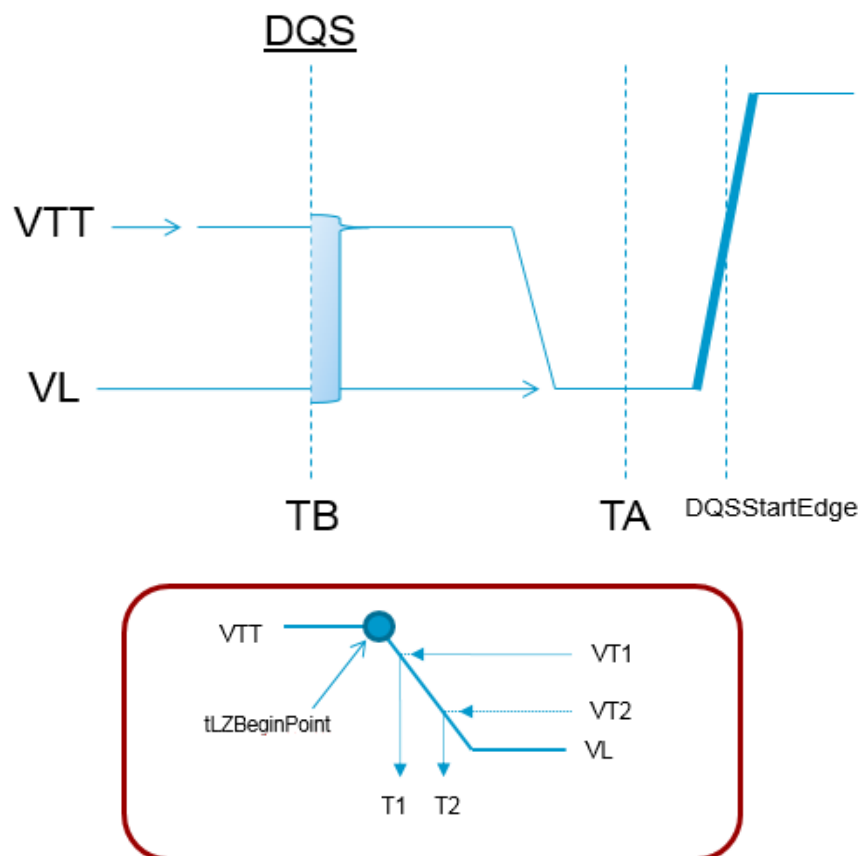 DQS
VTT
VL
TB
TA
DQSStartEdge
VTT
VT1
tLZBeginPoint
VT2
VL
T1
T2